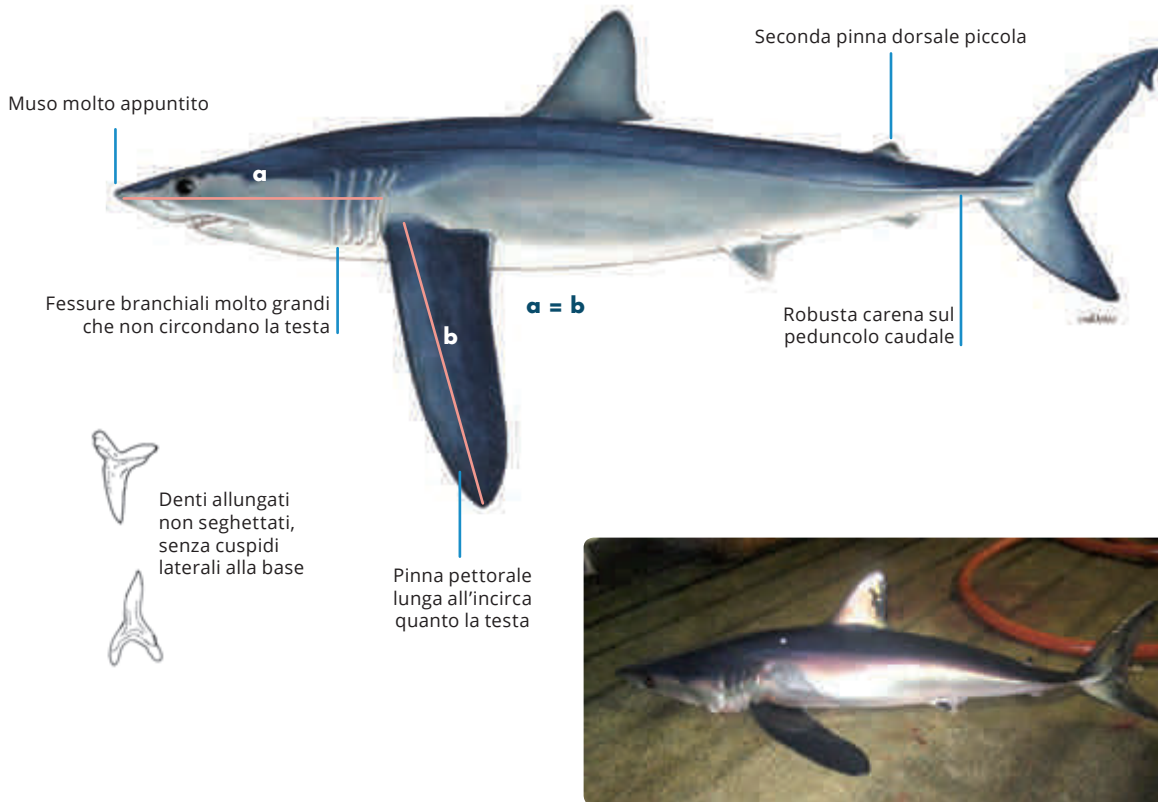 Seconda pinna dorsale piccola
Muso molto appuntito
a
Fessure branchiali molto grandi
che non circondano la testa
a = b
Robusta carena sul
peduncolo caudale
b
Denti allungati
non seghettati,
senza cuspidi
laterali alla base
Pinna pettorale
lunga all'incirca
quanto la testa